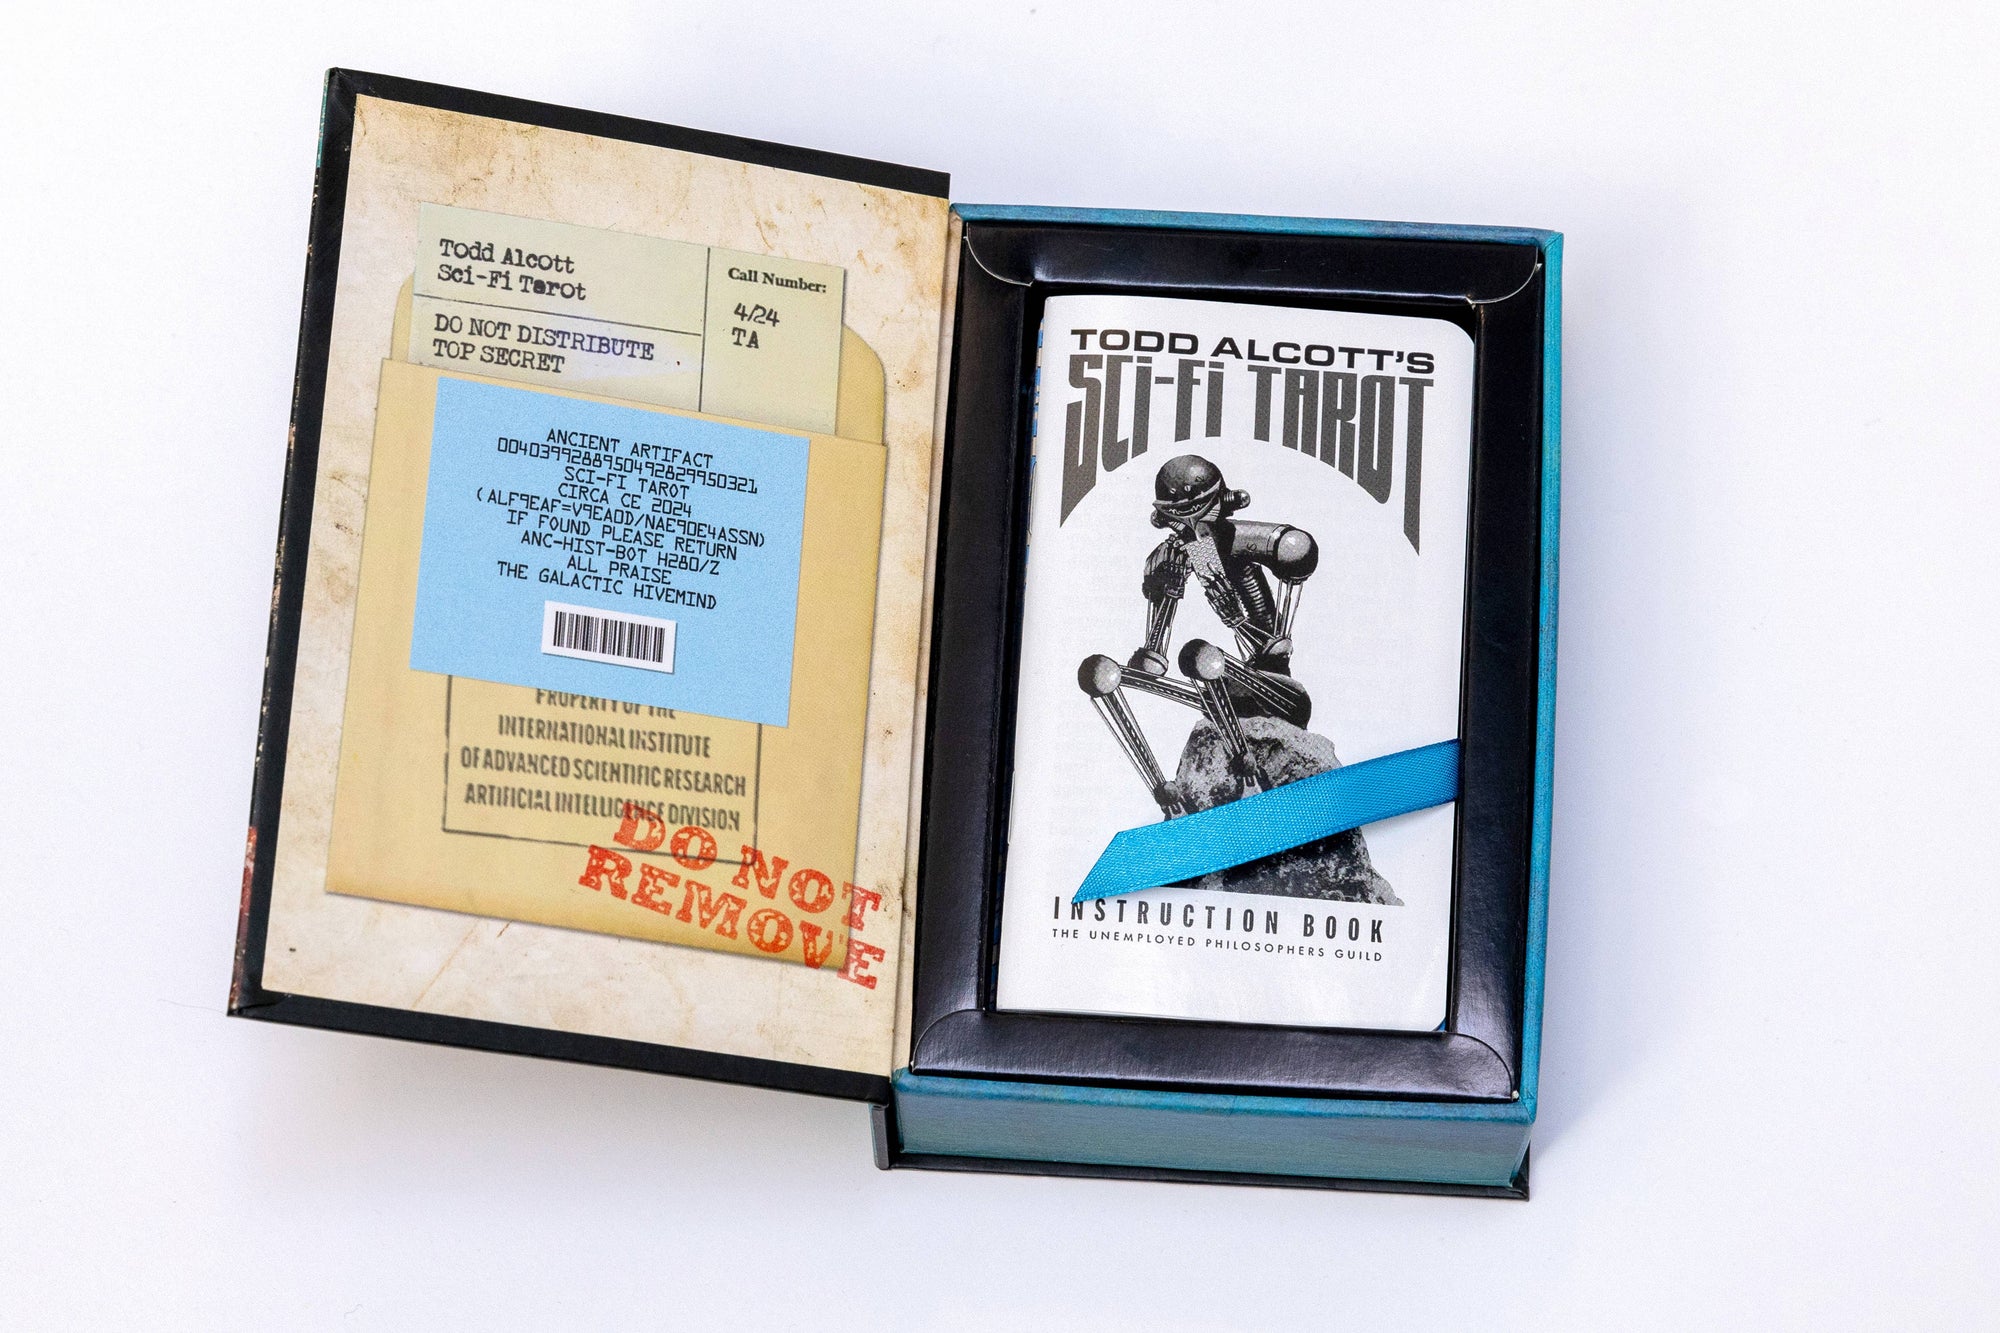 Todd Alcott
Sci-Fi Tarot
DO NOT DISTRIBUTE
TOP SECRET
Call Number:
4/24
TA
ANCIENT ARTIFACT
0040399288950492829950321
SCI-FI TAROT
CIRCA CE 2024
(ALF9EAF=V9EAOD/NAE90E4ASSN)
IF FOUND PLEASE RETURN
ANC-HIST-BOT H280/Z
ALL PRAISE
THE GALACTIC HIVEMIND
PROPERTY OF THE
INTERNATIONAL INSTITUTE
OF ADVANCED SCIENTIFIC RESEARCH
ARTIFICIAL INTELLIGENCE DIVISION
DO NOT
REMOVE
TODD ALCOTT'S
SCI-FI TAROT
INSTRUCTION BOOK
THE UNEMPLOYED PHILOSOPHERS GUILD